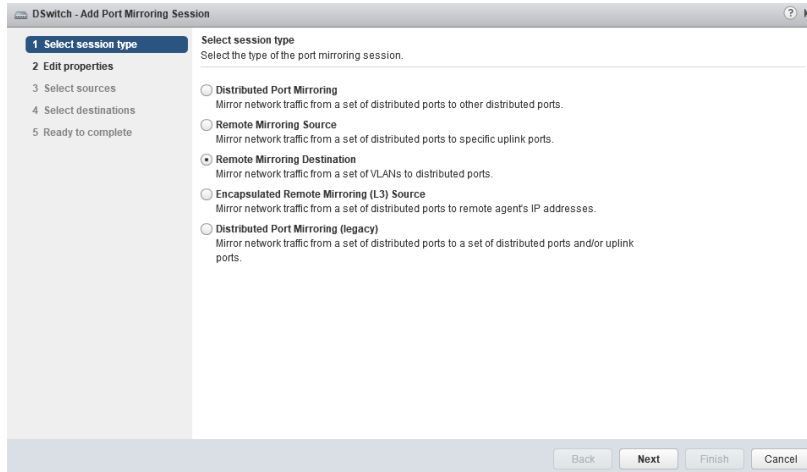 DSwitch - Add Port Mirroring Session
?
1 Select session type
2 Edit properties
3 Select sources
4 Select destinations
5 Ready to complete
Select session type
Select the type of the port mirroring session.
Distributed Port Mirroring
Mirror network traffic from a set of distributed ports to other distributed ports.
Remote Mirroring Source
Mirror network traffic from a set of distributed ports to specific uplink ports.
Remote Mirroring Destination
Mirror network traffic from a set of VLANs to distributed ports.
Encapsulated Remote Mirroring (L3) Source
Mirror network traffic from a set of distributed ports to remote agent's IP addresses.
Distributed Port Mirroring (legacy)
Mirror network traffic from a set of distributed ports to a set of distributed ports and/or uplink
ports.
Back Next Finish Cancel